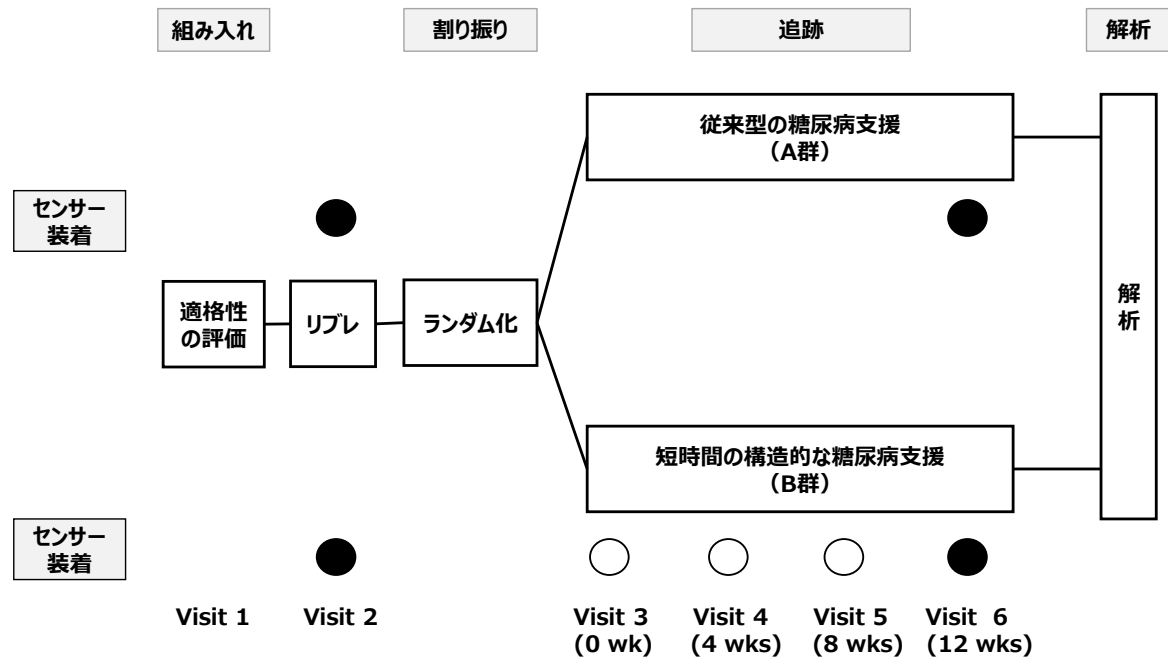 組み入れ
割り振り
追跡
解析
従来型の糖尿病支援
（A群）
センサー
装着
適格性
の評価
リブレ
ランダム化
解
析
短時間の構造的な糖尿病支援
（B群）
センサー
装着
Visit 1
Visit 2
Visit 3
(0 wk)
Visit 4
(4 wks)
Visit 5
(8 wks)
Visit 6
(12 wks)